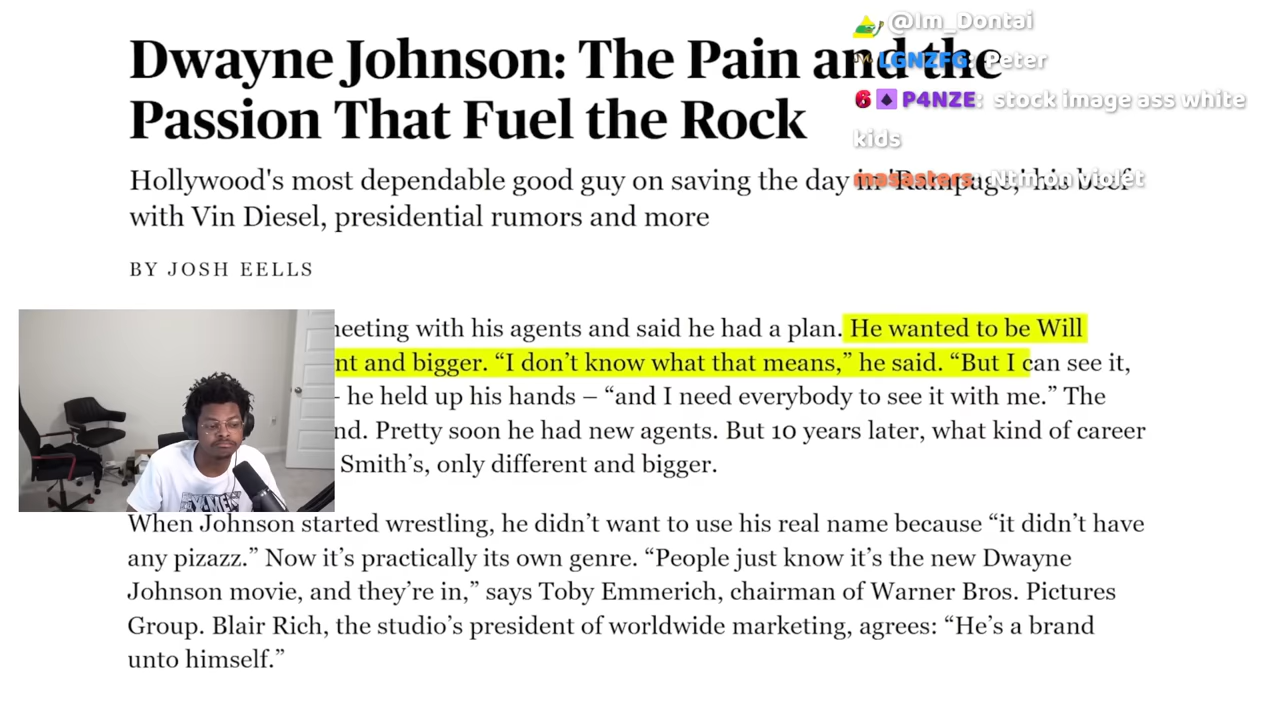 Dwayne Johnson: The Pain and the
Passion That Fuel the Rock
Hollywood's most dependable good guy on saving the day in 'Rampage,' his beef
with Vin Diesel, presidential rumors and more
BY JOSH EELLS
@Im_Dontai
LGNZFG: Peter
6 P4NZE: stock image ass white
kids
masasters: Ntm on violet
meeting with his agents and said he had a plan. He wanted to be Will
nt and bigger. “I don’t know what that means,” he said. “But I can see it,
– he held up his hands – “and I need everybody to see it with me.” The
nd. Pretty soon he had new agents. But 10 years later, what kind of career
Smith’s, only different and bigger.
When Johnson started wrestling, he didn’t want to use his real name because “it didn’t have
any pizazz.” Now it’s practically its own genre. “People just know it’s the new Dwayne
Johnson movie, and they’re in,” says Toby Emmerich, chairman of Warner Bros. Pictures
Group. Blair Rich, the studio’s president of worldwide marketing, agrees: “He’s a brand
unto himself.”